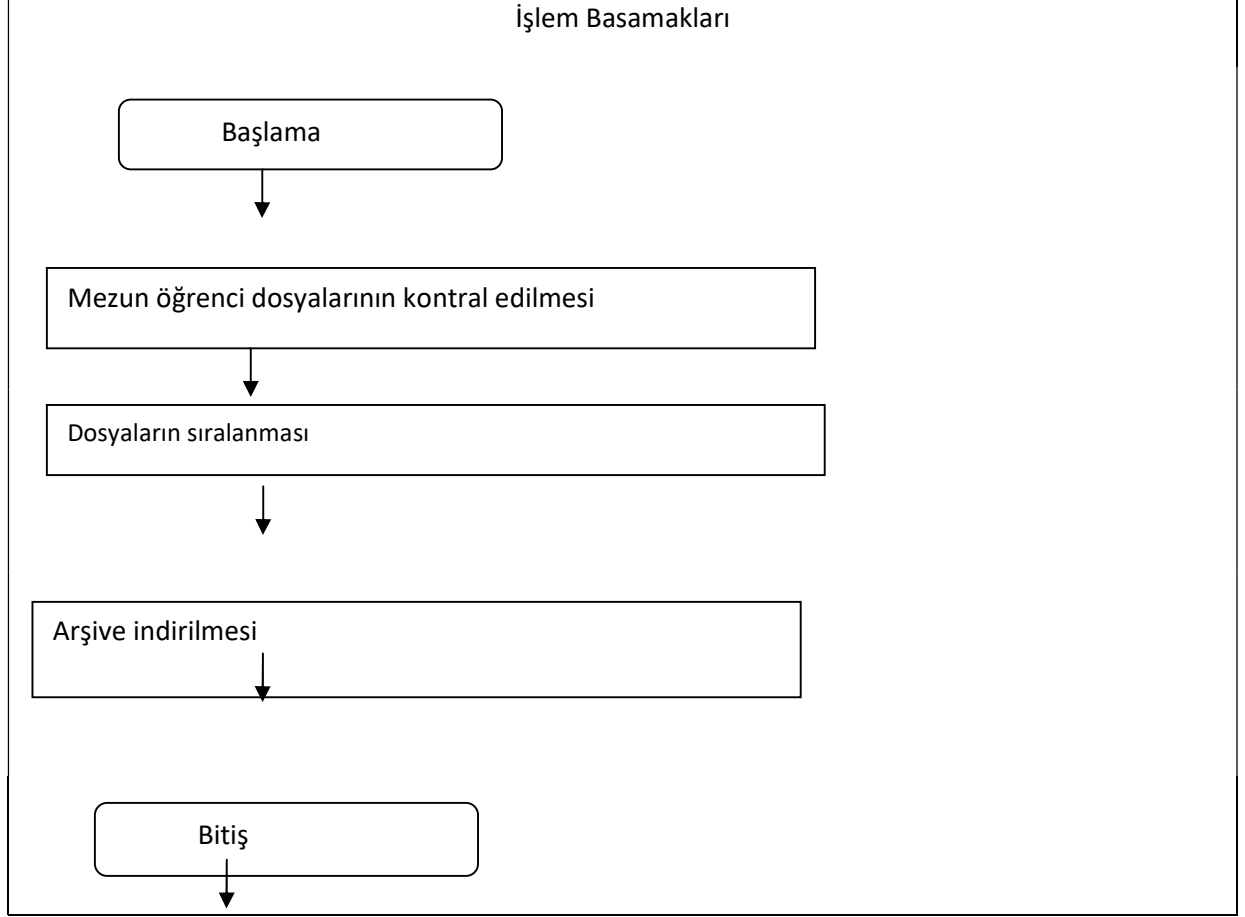 İşlem Basamakları
Başlama
Mezun öğrenci dosyalarının kontral edilmesi
Dosyaların sıralanması
Arşive indirilmesi
Bitiş